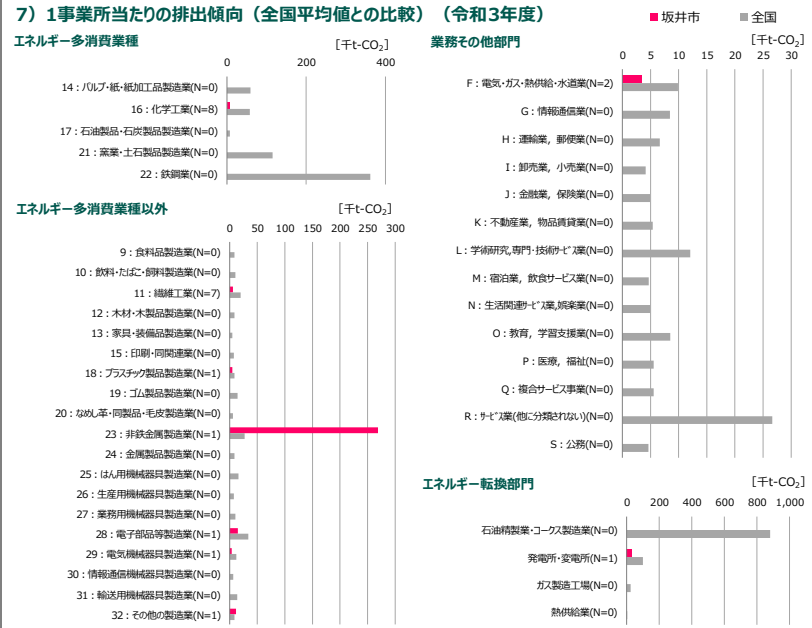 7）1事業所当たりの排出傾向（全国平均値との比較）（令和3年度）
■坂井市 ■全国
エネルギー多消費業種
[千t-CO₂]
0 200 400
14：パルプ・紙・紙加工品製造業(N=0)
16：化学工業(N=8)
17：石油製品・石炭製品製造業(N=0)
21：窯業・土石製品製造業(N=0)
22：鉄鋼業(N=0)
エネルギー多消費業種以外
[千t-CO₂]
0 50 100 150 200 250 300
9：食料品製造業(N=0)
10：飲料・たばこ・飼料製造業(N=0)
11：繊維工業(N=7)
12：木材・木製品製造業(N=0)
13：家具・装備品製造業(N=0)
15：印刷・同関連業(N=0)
18：プラスチック製品製造業(N=1)
19：ゴム製品製造業(N=0)
20：なめし革・同製品・毛皮製造業(N=0)
23：非鉄金属製造業(N=1)
24：金属製品製造業(N=0)
25：はん用機械器具製造業(N=0)
26：生産用機械器具製造業(N=0)
27：業務用機械器具製造業(N=0)
28：電子部品等製造業(N=1)
29：電気機械器具製造業(N=1)
30：情報通信機械器具製造業(N=0)
31：輸送用機械器具製造業(N=0)
32：その他の製造業(N=1)
業務その他部門
[千t-CO₂]
0 5 10 15 20 25 30
F：電気・ガス・熱供給・水道業(N=2)
G：情報通信業(N=0)
H：運輸業，郵便業(N=0)
I：卸売業，小売業(N=0)
J：金融業，保険業(N=0)
K：不動産業，物品賃貸業(N=0)
L：学術研究,専門・技術ｻｰﾋﾞｽ業(N=0)
M：宿泊業，飲食サービス業(N=0)
N：生活関連ｻｰﾋﾞｽ業,娯楽業(N=0)
O：教育，学習支援業(N=0)
P：医療，福祉(N=0)
Q：複合サービス事業(N=0)
R：ｻｰﾋﾞｽ業(他に分類されない)(N=0)
S：公務(N=0)
エネルギー転換部門
[千t-CO₂]
0 200 400 600 800 1,000
石油精製業・コークス製造業(N=0)
発電所・変電所(N=1)
ガス製造工場(N=0)
熱供給業(N=0)